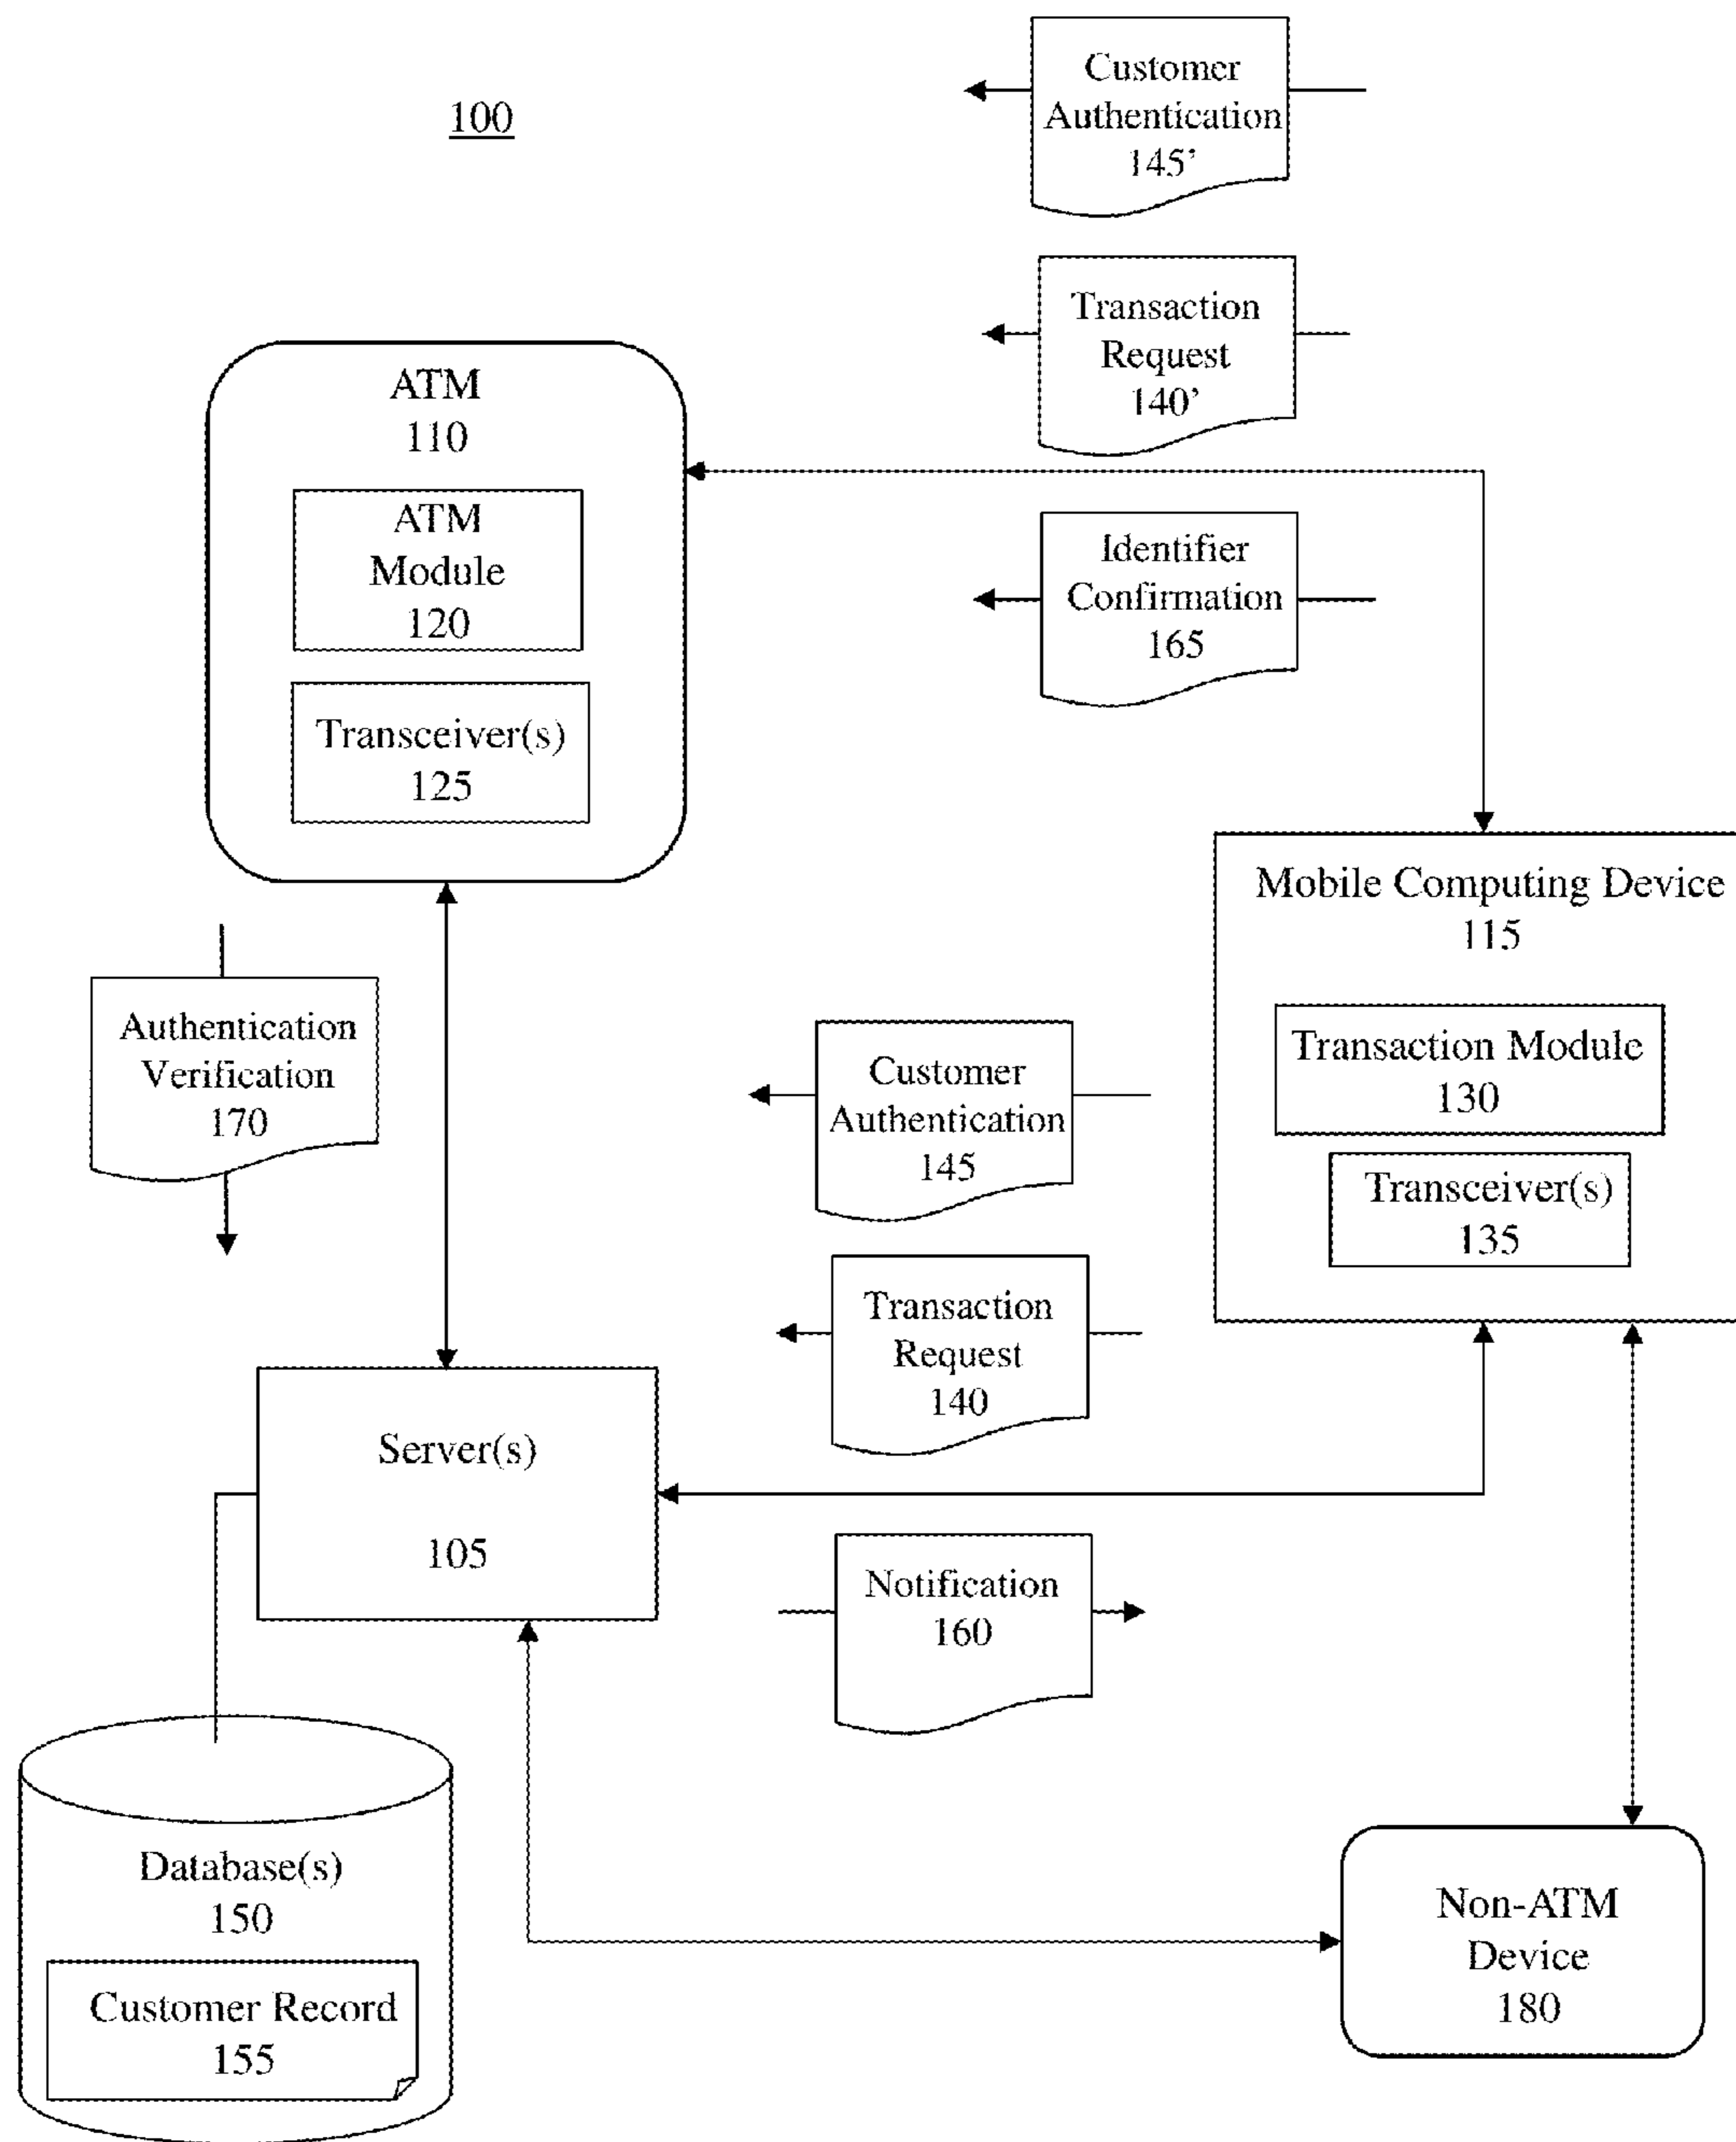 100
Customer
Authentication
145’
Transaction
Request
140’
ATM
110
ATM
Module
120
Transceiver(s)
125
Identifier
Confirmation
165
Mobile Computing Device
115
Transaction Module
130
Transceiver(s)
135
Authentication
Verification
170
Customer
Authentication
145
Transaction
Request
140
Server(s)
105
Notification
160
Database(s)
150
Customer Record
155
Non-ATM
Device
180